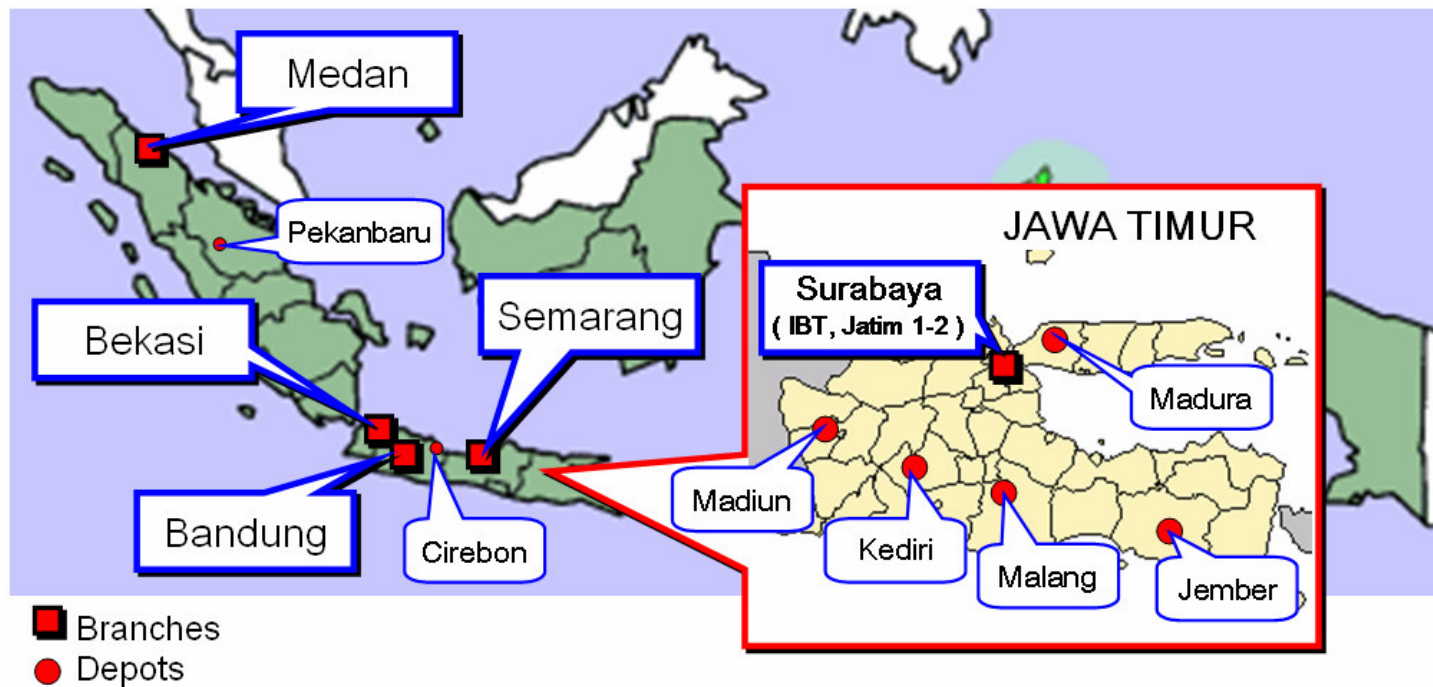 Medan
Pekanbaru
JAWA TIMUR
Surabaya
( IBT, Jatim 1-2 )
Semarang
Bekasi
Madura
Madiun
Bandung
Cirebon
Kediri
Malang
Jember
Branches
Depots